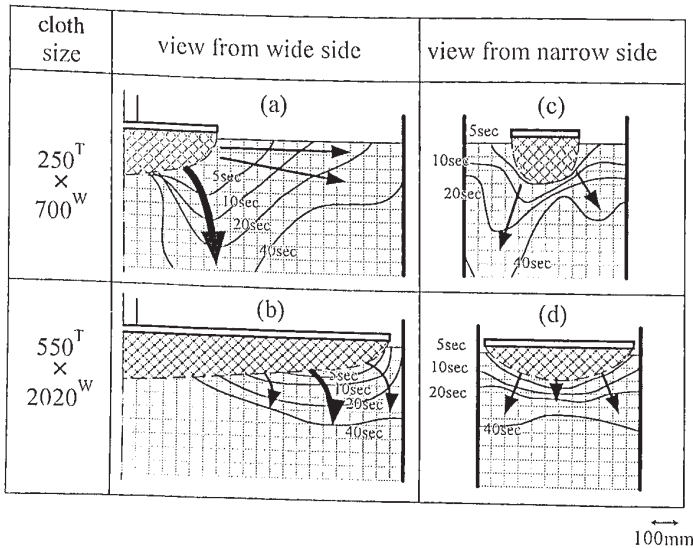 cloth
size
view from wide side
view from narrow side
250ᵀ
×
700ᵂ
(a)
5sec
10sec
20sec
40sec
(c)
5sec
10sec
20sec
40sec
550ᵀ
×
2020ᵂ
(b)
5sec
10sec
20sec
40sec
(d)
5sec
10sec
20sec
40sec
100mm